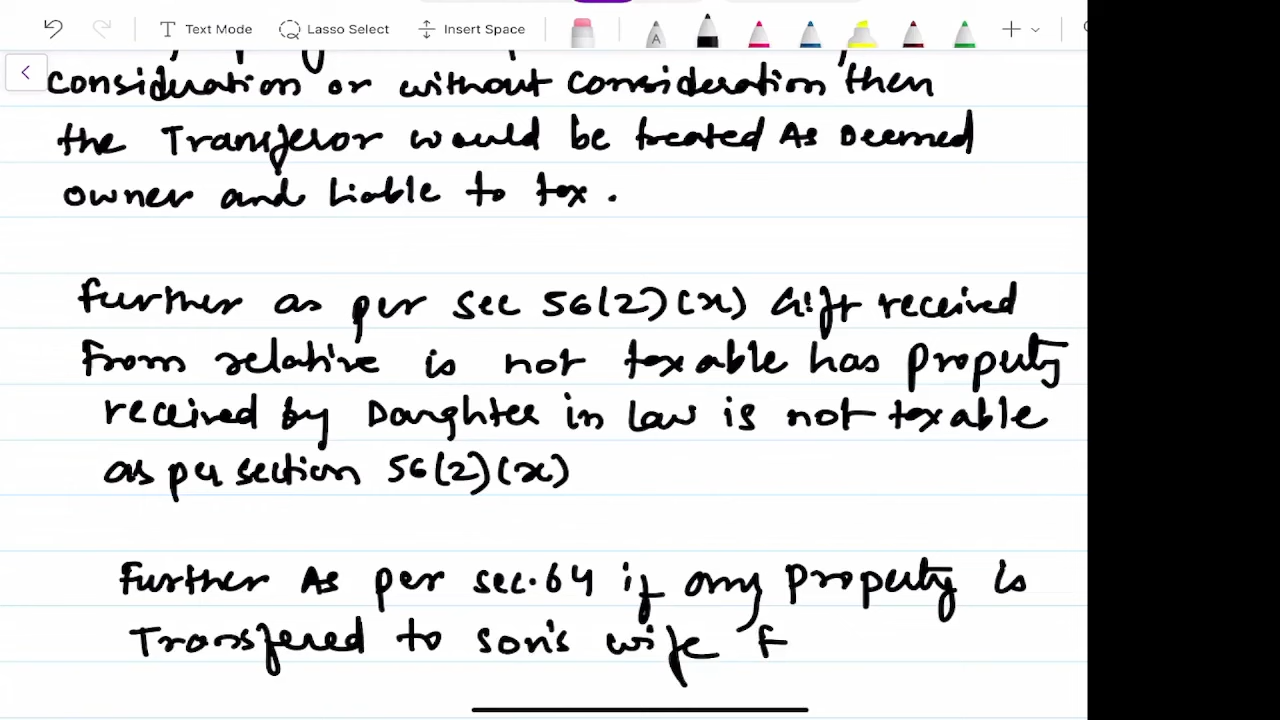 Text Mode Lasso Select Insert Space
consideration or without consideration then
the Transferor would be treated As Deemed
owner and Liable to tax.
further as per sec 56(2)(x) Gift received
From relative is not taxable has property
received by Daughter in law is not taxable
as per section 56(2)(x)
Further As per sec.64 if any property is
Transfered to son's wife F